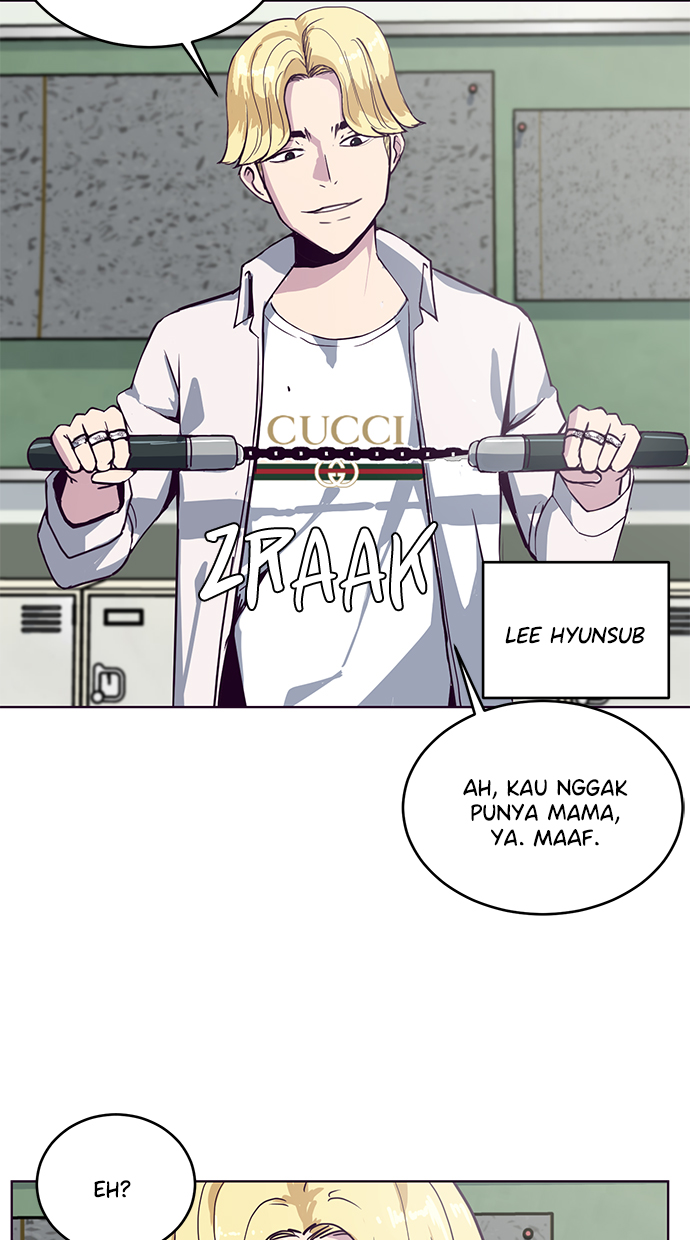 CUCCI
ZRAAK
LEE HYUNSUB
AH, KAU NGGAK
PUNYA MAMA,
YA. MAAF.
EH?